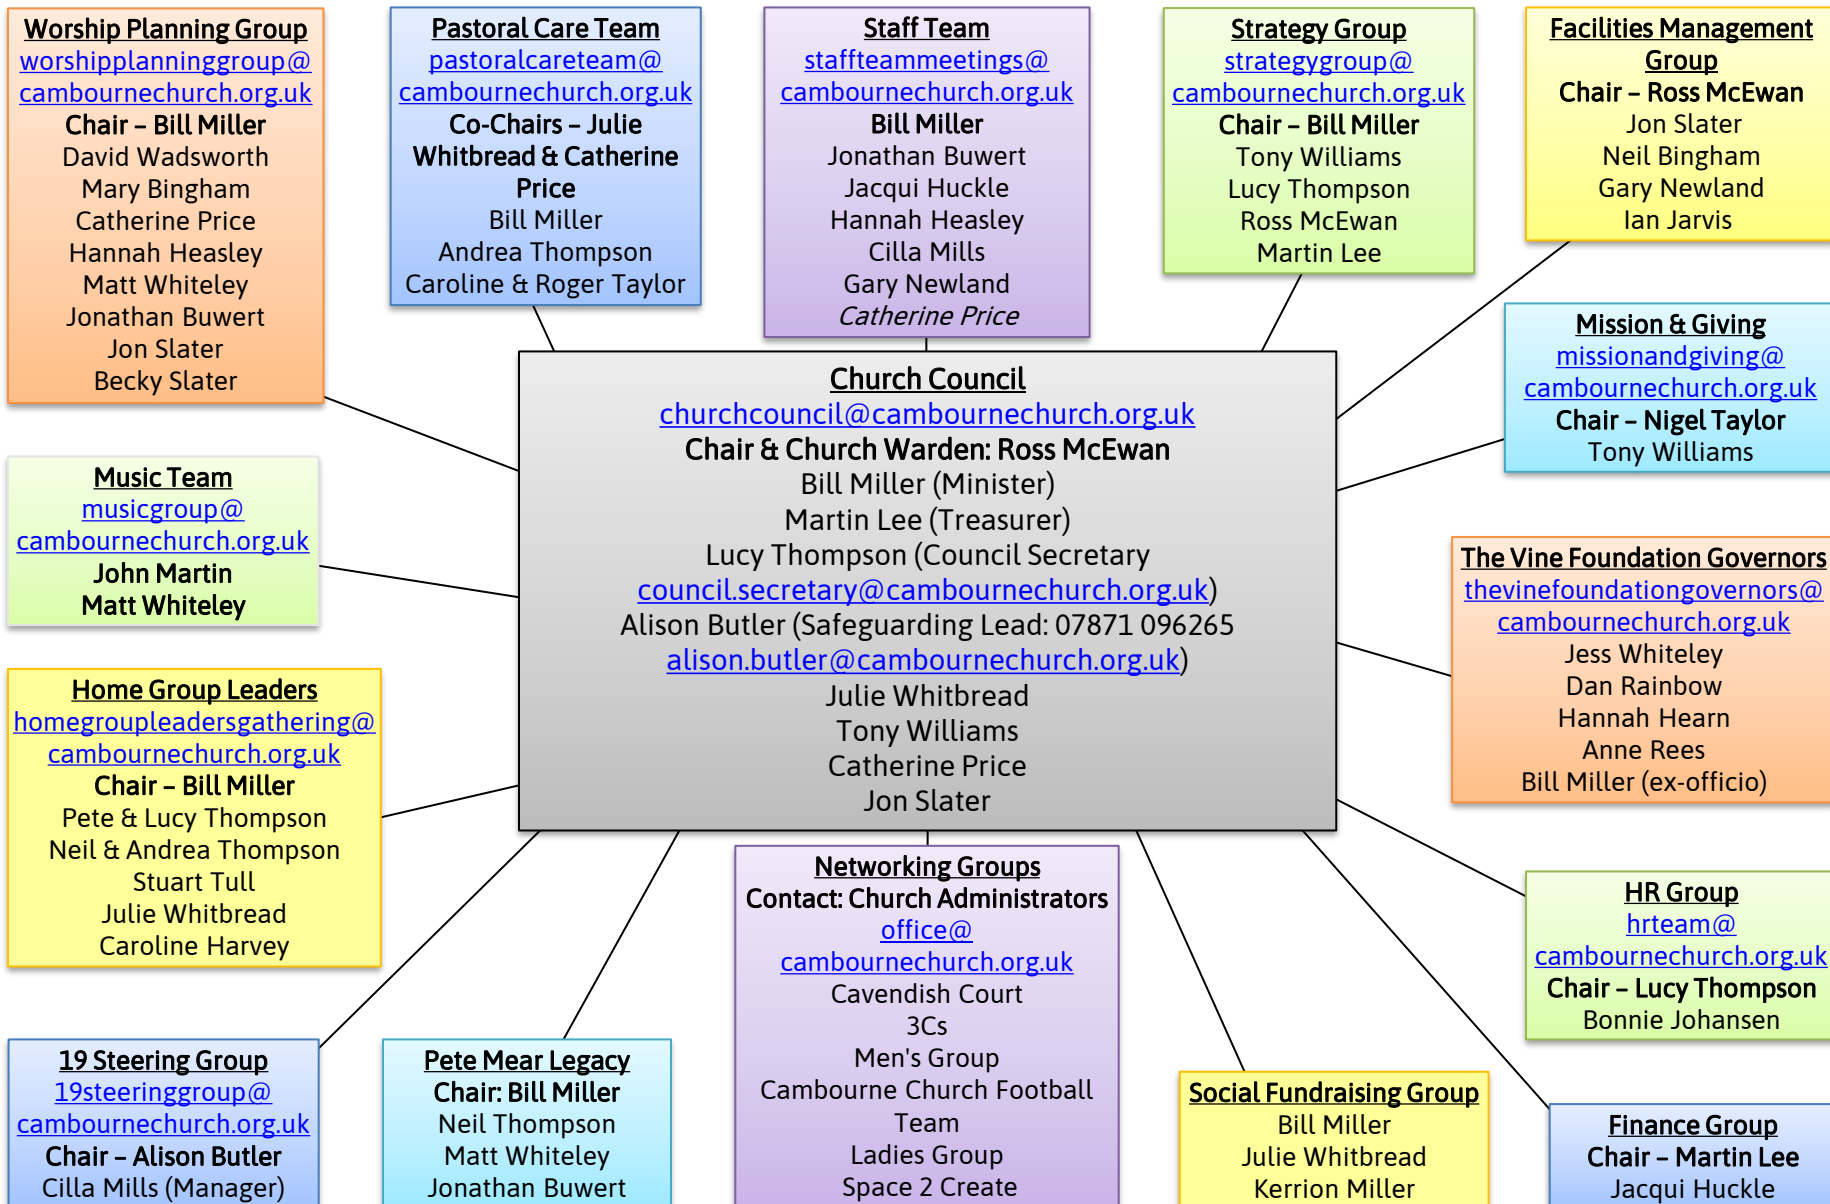 Worship Planning Group
worshipplanninggroup@
cambournechurch.org.uk
Chair – Bill Miller
David Wadsworth
Mary Bingham
Catherine Price
Hannah Heasley
Matt Whiteley
Jonathan Buwert
Jon Slater
Becky Slater
Pastoral Care Team
pastoralcareteam@
cambournechurch.org.uk
Co-Chairs – Julie
Whitbread & Catherine
Price
Bill Miller
Andrea Thompson
Caroline & Roger Taylor
Staff Team
staffteammeetings@
cambournechurch.org.uk
Bill Miller
Jonathan Buwert
Jacqui Huckle
Hannah Heasley
Cilla Mills
Gary Newland
Catherine Price
Strategy Group
strategygroup@
cambournechurch.org.uk
Chair – Bill Miller
Tony Williams
Lucy Thompson
Ross McEwan
Martin Lee
Facilities Management
Group
Chair – Ross McEwan
Jon Slater
Neil Bingham
Gary Newland
Ian Jarvis
Mission & Giving
missionandgiving@
cambournechurch.org.uk
Chair – Nigel Taylor
Tony Williams
Church Council
churchcouncil@cambournechurch.org.uk
Chair & Church Warden: Ross McEwan
Bill Miller (Minister)
Martin Lee (Treasurer)
Lucy Thompson (Council Secretary
council.secretary@cambournechurch.org.uk)
Alison Butler (Safeguarding Lead: 07871 096265
alison.butler@cambournechurch.org.uk)
Julie Whitbread
Tony Williams
Catherine Price
Jon Slater
Music Team
musicgroup@
cambournechurch.org.uk
John Martin
Matt Whiteley
The Vine Foundation Governors
thevinefoundationgovernors@
cambournechurch.org.uk
Jess Whiteley
Dan Rainbow
Hannah Hearn
Anne Rees
Bill Miller (ex-officio)
Home Group Leaders
homegroupleadersgathering@
cambournechurch.org.uk
Chair – Bill Miller
Pete & Lucy Thompson
Neil & Andrea Thompson
Stuart Tull
Julie Whitbread
Caroline Harvey
Networking Groups
Contact: Church Administrators
office@
cambournechurch.org.uk
Cavendish Court
3Cs
Men's Group
Cambourne Church Football
Team
Ladies Group
Space 2 Create
HR Group
hrteam@
cambournechurch.org.uk
Chair – Lucy Thompson
Bonnie Johansen
19 Steering Group
19steeringgroup@
cambournechurch.org.uk
Chair – Alison Butler
Cilla Mills (Manager)
Pete Mear Legacy
Chair: Bill Miller
Neil Thompson
Matt Whiteley
Jonathan Buwert
Social Fundraising Group
Bill Miller
Julie Whitbread
Kerrion Miller
Finance Group
Chair – Martin Lee
Jacqui Huckle